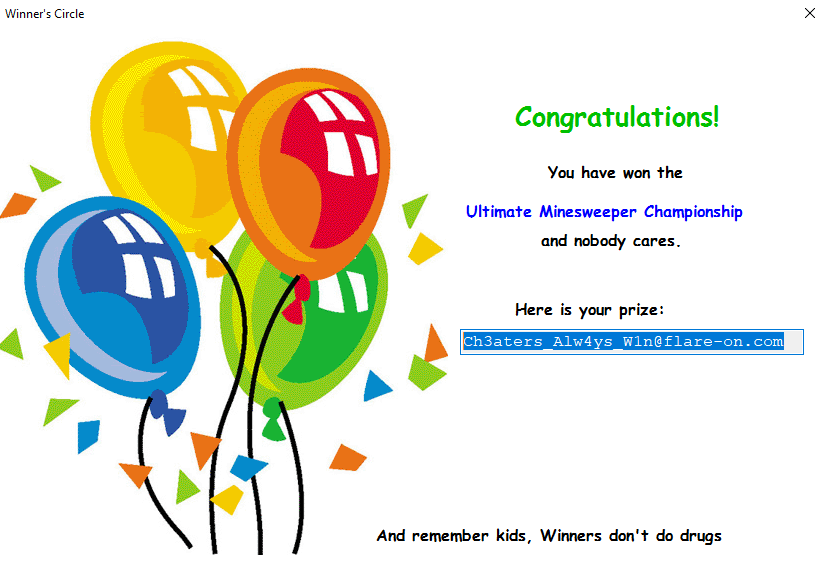 Winner's Circle
Congratulations!
You have won the
Ultimate Minesweeper Championship
and nobody cares.
Here is your prize:
Ch3aters_Alw4ys_W1n@flare-on.com
And remember kids, Winners don't do drugs